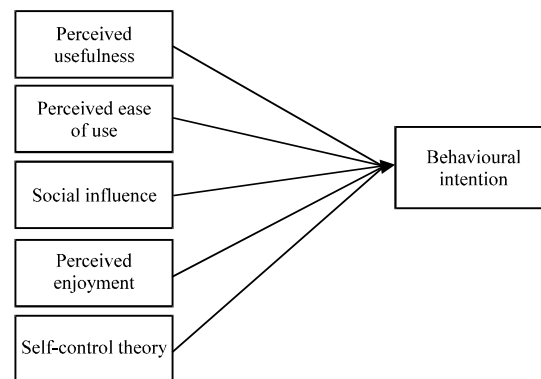 Perceived
usefulness
Perceived ease
of use
Social influence
Perceived
enjoyment
Self-control theory
Behavioural
intention